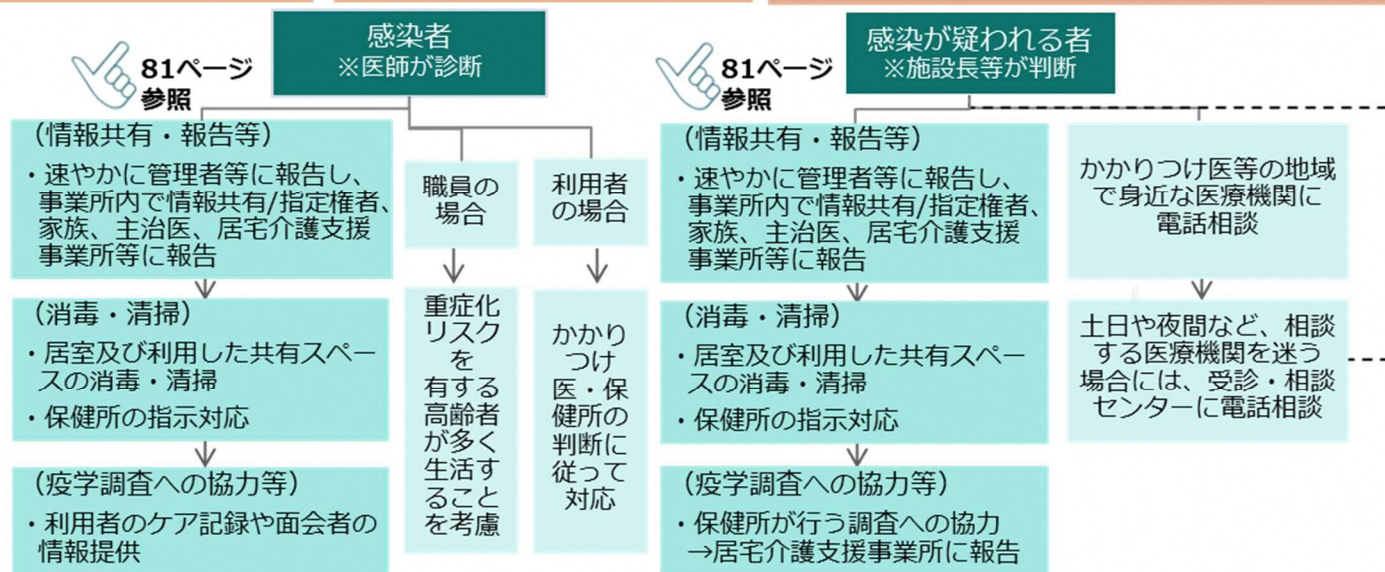 感染者
※医師が診断
81ページ
参照
（情報共有・報告等）
・速やかに管理者等に報告し、
事業所内で情報共有/指定権者、
家族、主治医、居宅介護支援
事業所等に報告
（消毒・清掃）
・居室及び利用した共有スペー
スの消毒・清掃
・保健所の指示対応
（疫学調査への協力等）
・利用者のケア記録や面会者の
情報提供
職員の
場合
重症化
リスク
を
有する
高齢者
が多く
生活す
ること
を考慮
利用者
の場合
かかり
つけ
医・保
健所の
判断に
従って
対応
感染が疑われる者
※施設長等が判断
81ページ
参照
（情報共有・報告等）
・速やかに管理者等に報告し、
事業所内で情報共有/指定権者、
家族、主治医、居宅介護支援
事業所等に報告
（消毒・清掃）
・居室及び利用した共有スペー
スの消毒・清掃
・保健所の指示対応
（疫学調査への協力等）
・保健所が行う調査への協力
→居宅介護支援事業所に報告
かかりつけ医等の地域
で身近な医療機関に
電話相談
土日や夜間など、相談
する医療機関を迷う
場合には、受診・相談
センターに電話相談